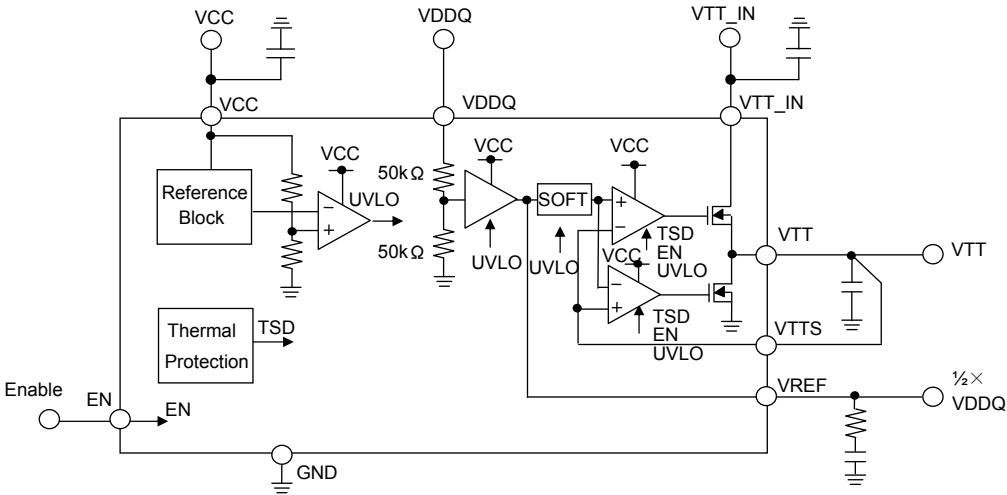 VCC
VDDQ
VTT_IN
VCC
VDDQ
VTT_IN
VCC
VCC
VCC
50kΩ
Reference
Block
UVLO
SOFT
50kΩ
UVLO
UVLO
TSD
EN
UVLO
VCC
VTT
VTT
Thermal
Protection
TSD
TSD
EN
UVLO
VTTS
Enable
EN
EN
VREF
½×
VDDQ
GND